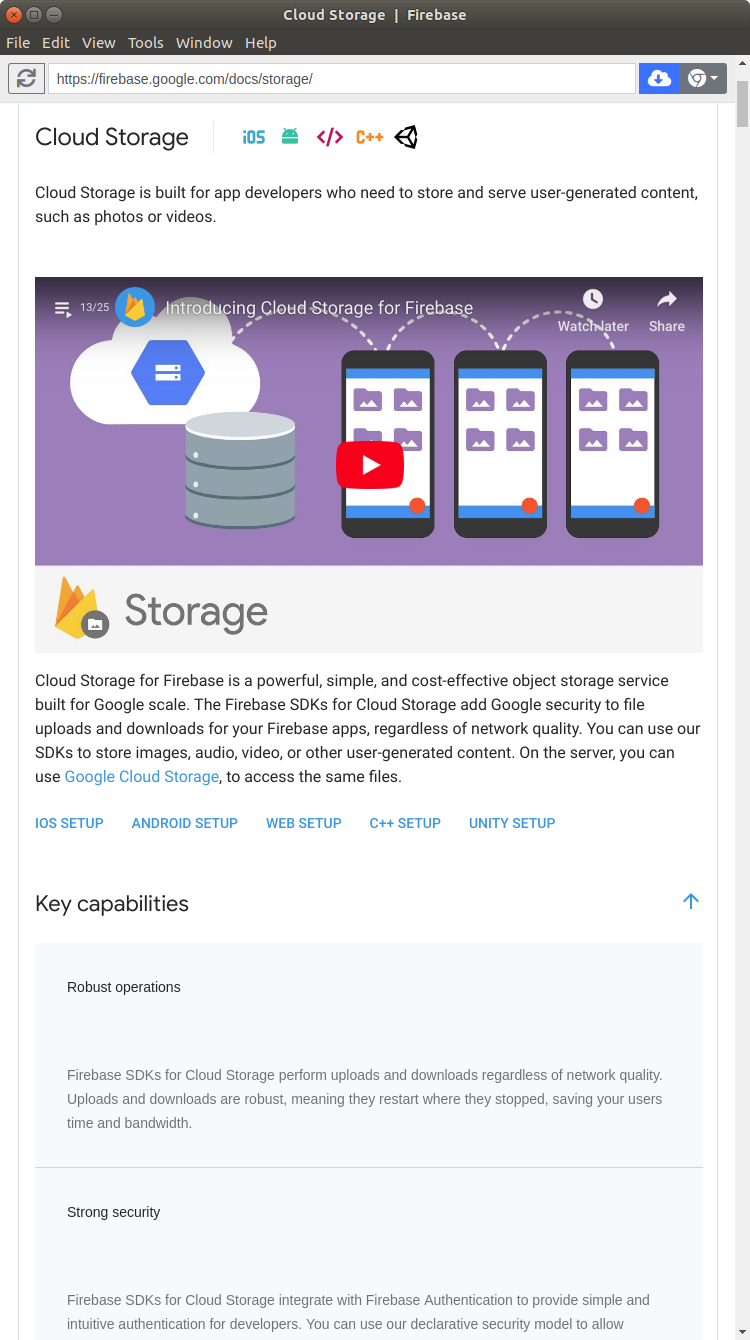 Cloud Storage | Firebase
File Edit View Tools Window Help
https://firebase.google.com/docs/storage/
Cloud Storage iOS </> C++
Cloud Storage is built for app developers who need to store and serve user-generated content,
such as photos or videos.
13/25 Introducing Cloud Storage for Firebase
Watch later Share
Storage
Cloud Storage for Firebase is a powerful, simple, and cost-effective object storage service
built for Google scale. The Firebase SDKs for Cloud Storage add Google security to file
uploads and downloads for your Firebase apps, regardless of network quality. You can use our
SDKs to store images, audio, video, or other user-generated content. On the server, you can
use Google Cloud Storage, to access the same files.
IOS SETUP ANDROID SETUP WEB SETUP C++ SETUP UNITY SETUP
Key capabilities
Robust operations
Firebase SDKs for Cloud Storage perform uploads and downloads regardless of network quality.
Uploads and downloads are robust, meaning they restart where they stopped, saving your users
time and bandwidth.
Strong security
Firebase SDKs for Cloud Storage integrate with Firebase Authentication to provide simple and
intuitive authentication for developers. You can use our declarative security model to allow